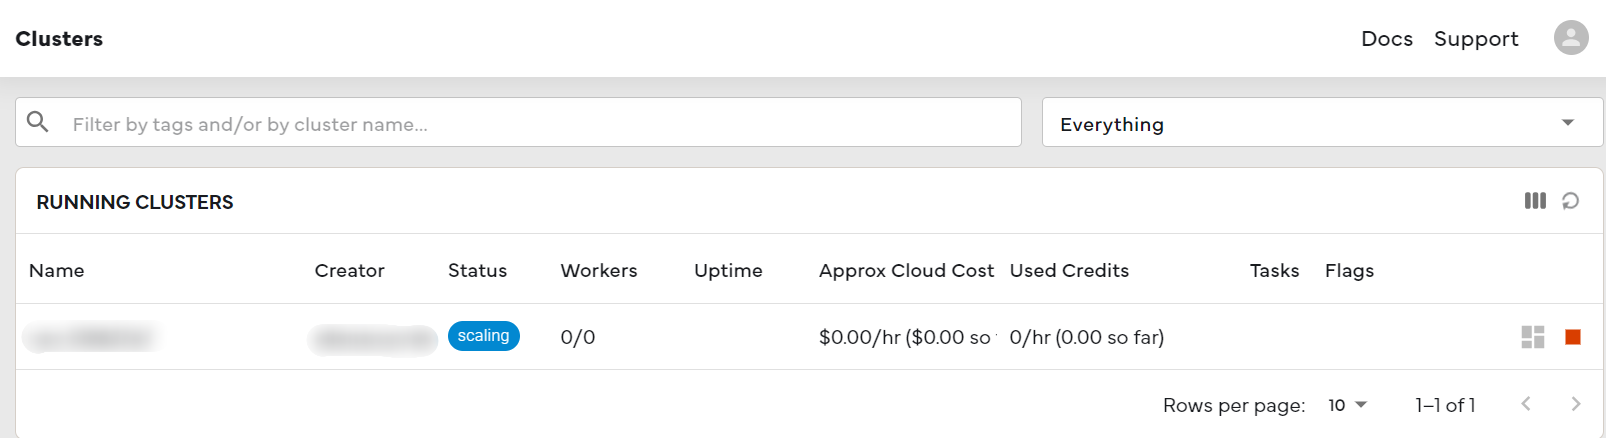 Clusters
Docs Support
Filter by tags and/or by cluster name...
Everything
RUNNING CLUSTERS
Name Creator Status Workers Uptime Approx Cloud Cost Used Credits Tasks Flags
scaling 0/0 $0.00/hr ($0.00 so 0/hr (0.00 so far)
Rows per page: 10 1–1 of 1